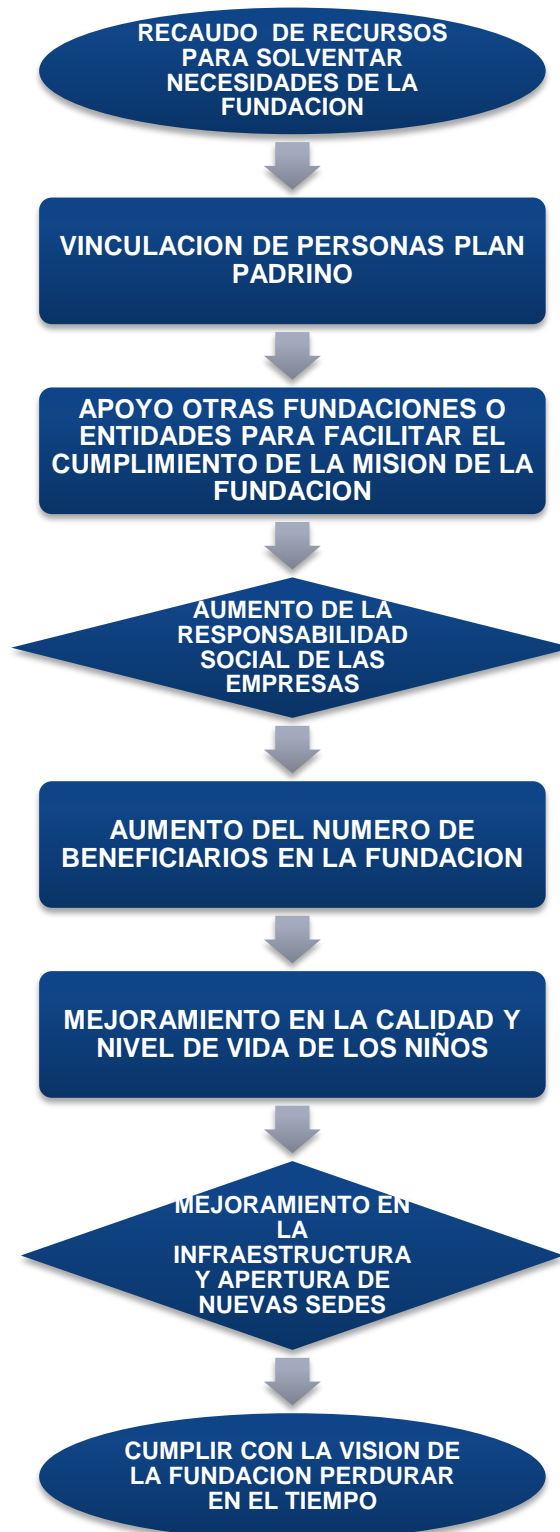 RECAUDO DE RECURSOS
PARA SOLVENTAR
NECESIDADES DE LA
FUNDACION
VINCULACION DE PERSONAS PLAN
PADRINO
APOYO OTRAS FUNDACIONES O
ENTIDADES PARA FACILITAR EL
CUMPLIMIENTO DE LA MISION DE LA
FUNDACION
AUMENTO DE LA
RESPONSABILIDAD
SOCIAL DE LAS
EMPRESAS
AUMENTO DEL NUMERO DE
BENEFICIARIOS EN LA FUNDACION
MEJORAMIENTO EN LA CALIDAD Y
NIVEL DE VIDA DE LOS NIÑOS
MEJORAMIENTO EN
LA
INFRAESTRUCTURA
Y APERTURA DE
NUEVAS SEDES
CUMPLIR CON LA VISION DE
LA FUNDACION PERDURAR
EN EL TIEMPO